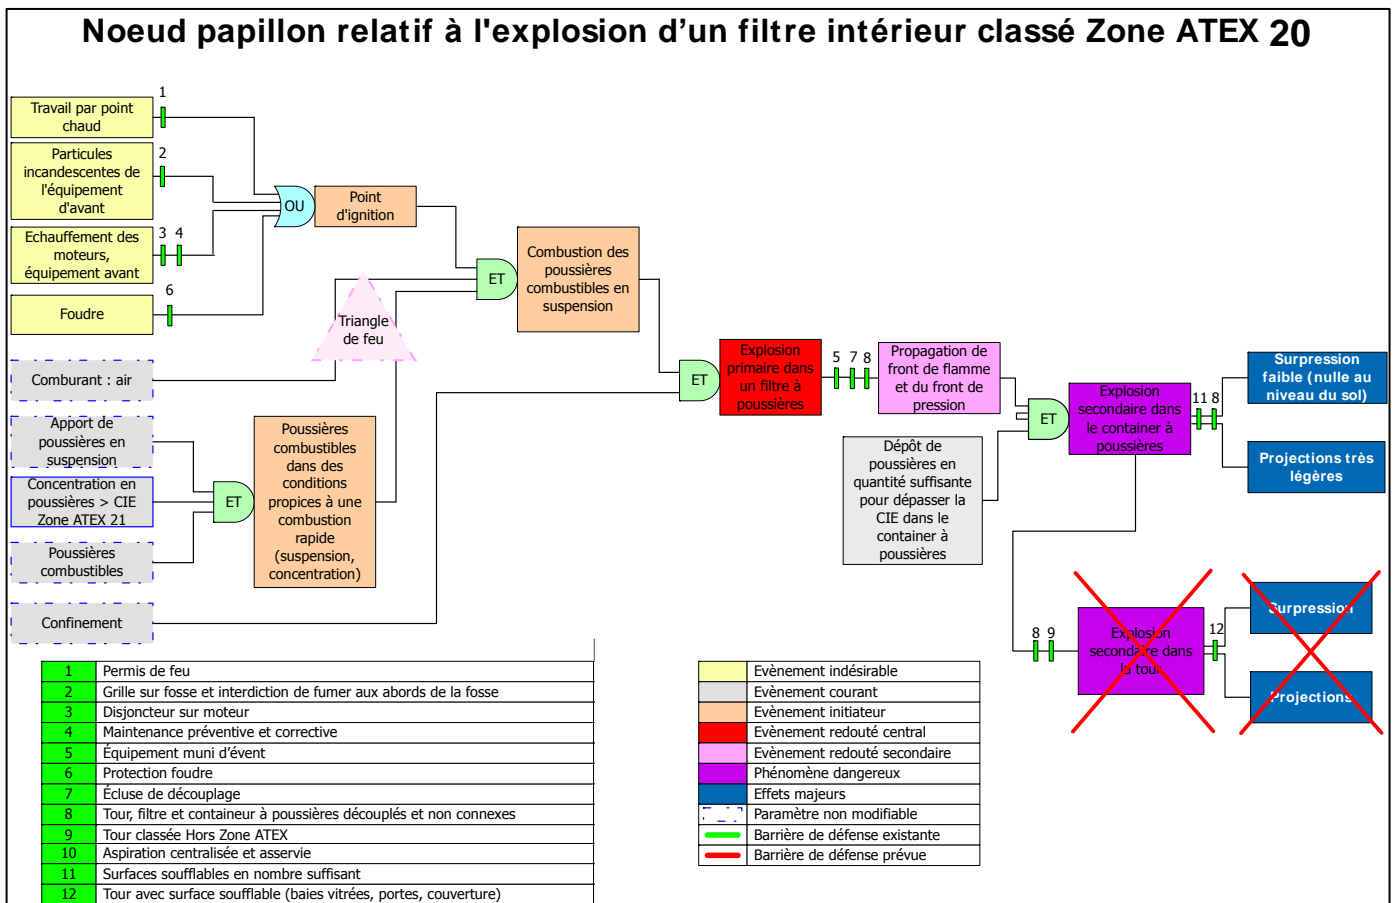 Noeud papillon relatif à l'explosion d'un filtre intérieur classé Zone ATEX 20
1
Travail par point
chaud
2
Particules
incandescentes de
l'équipement
d'avant
3 4
Echauffement des
moteurs,
équipement avant
6
Foudre
OU
Point
d'ignition
Comburant : air
Triangle
de feu
ET
Combustion des
poussières
combustibles en
suspension
Apport de
poussières en
suspension
Concentration en
poussières > CIE
Zone ATEX 21
Poussières
combustibles
ET
Poussières
combustibles
dans des
conditions
propices à une
combustion
rapide
(suspension,
concentration)
Confinement
ET
Explosion
primaire dans
un filtre à
poussières
5 7 8
Propagation de
front de flamme
et du front de
pression
Dépôt de
poussières en
quantité suffisante
pour dépasser la
CIE dans le
container à
poussières
ET
Explosion
secondaire dans
le container à
poussières
11 8
Surpression
faible (nulle au
niveau du sol)
Projections très
légères
8 9
Explosion
secondaire dans
la tour
12
Surpression
Projections
1 Permis de feu
2 Grille sur fosse et interdiction de fumer aux abords de la fosse
3 Disjoncteur sur moteur
4 Maintenance préventive et corrective
5 Équipement muni d'évent
6 Protection foudre
7 Écluse de découplage
8 Tour, filtre et containeur à poussières découplés et non connexes
9 Tour classée Hors Zone ATEX
10 Aspiration centralisée et asservie
11 Surfaces soufflables en nombre suffisant
12 Tour avec surface soufflable (baies vitrées, portes, couverture)
Evènement indésirable
Evènement courant
Evènement initiateur
Evènement redouté central
Evènement redouté secondaire
Phénomène dangereux
Effets majeurs
Paramètre non modifiable
Barrière de défense existante
Barrière de défense prévue